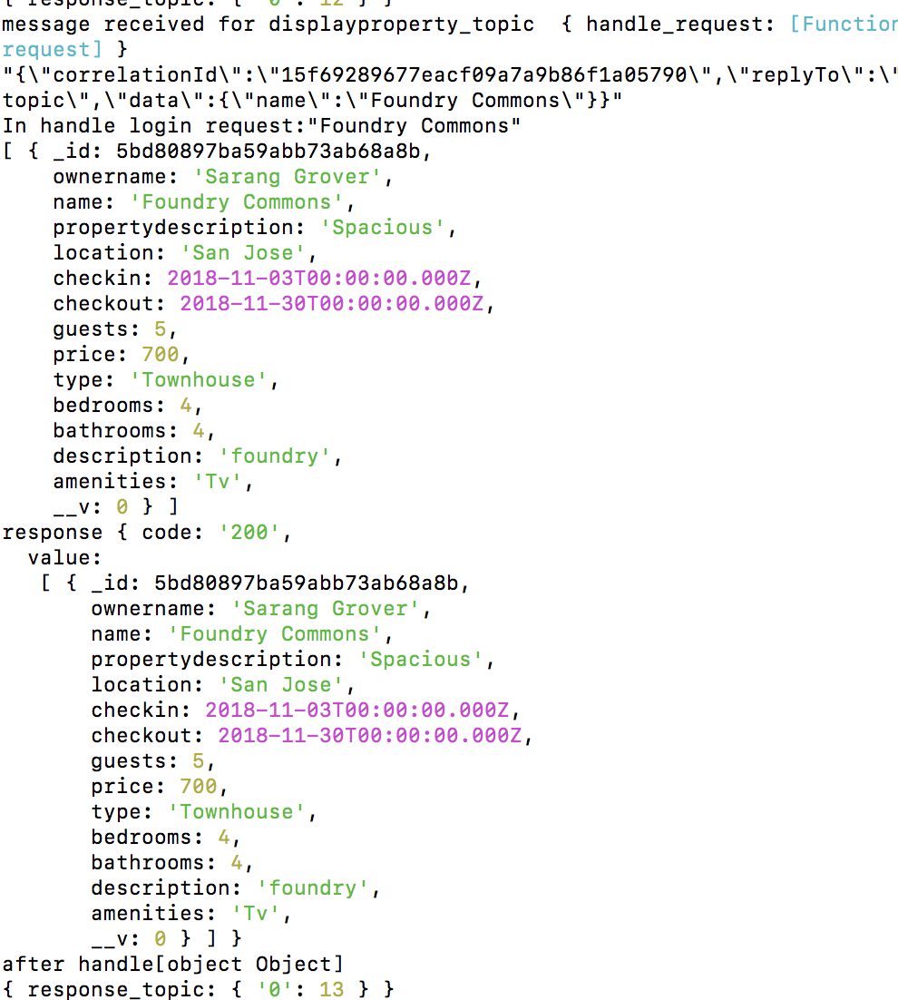 { response_topic: { '0': 12 } }
message received for displayproperty_topic  { handle_request: [Function
request] }
"{\"correlationId\":\"15f69289677eacf09a7a9b86f1a05790\",\"replyTo\":\"
topic\",\"data\":{\"name\":\"Foundry Commons\"}}"
In handle login request:"Foundry Commons"
[ { _id: 5bd80897ba59abb73ab68a8b,
    ownername: 'Sarang Grover',
    name: 'Foundry Commons',
    propertydescription: 'Spacious',
    location: 'San Jose',
    checkin: 2018-11-03T00:00:00.000Z,
    checkout: 2018-11-30T00:00:00.000Z,
    guests: 5,
    price: 700,
    type: 'Townhouse',
    bedrooms: 4,
    bathrooms: 4,
    description: 'foundry',
    amenities: 'Tv',
    __v: 0 } ]
response { code: '200',
  value:
   [ { _id: 5bd80897ba59abb73ab68a8b,
       ownername: 'Sarang Grover',
       name: 'Foundry Commons',
       propertydescription: 'Spacious',
       location: 'San Jose',
       checkin: 2018-11-03T00:00:00.000Z,
       checkout: 2018-11-30T00:00:00.000Z,
       guests: 5,
       price: 700,
       type: 'Townhouse',
       bedrooms: 4,
       bathrooms: 4,
       description: 'foundry',
       amenities: 'Tv',
       __v: 0 } ] }
after handle[object Object]
{ response_topic: { '0': 13 } }